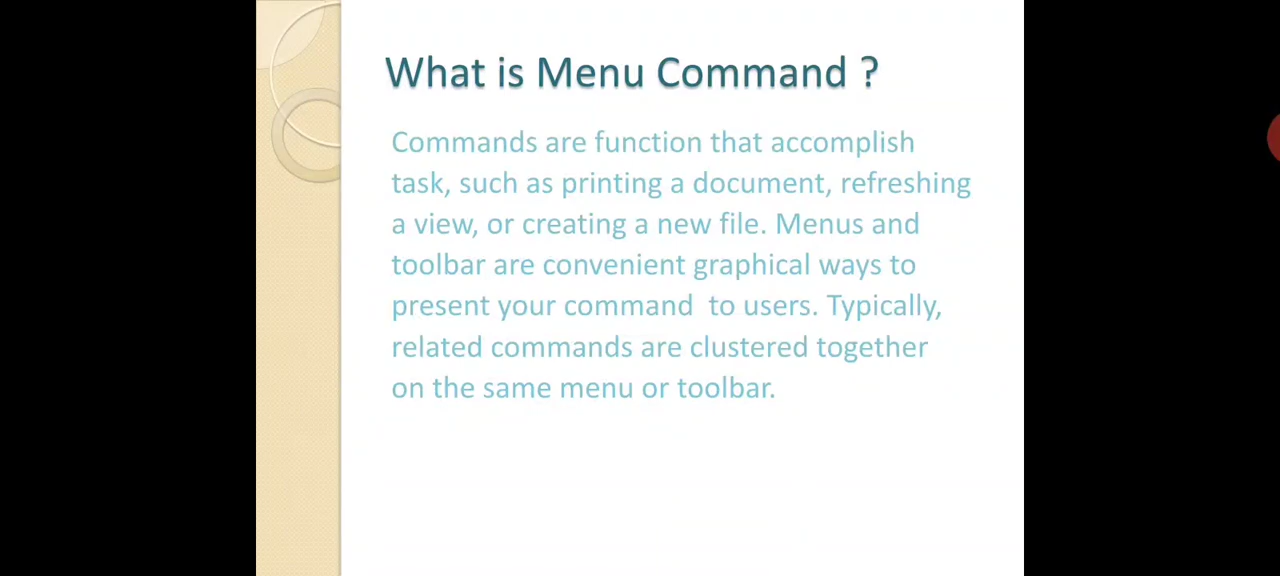 What is Menu Command ?
Commands are function that accomplish
task, such as printing a document, refreshing
a view, or creating a new file. Menus and
toolbar are convenient graphical ways to
present your command  to users. Typically,
related commands are clustered together
on the same menu or toolbar.